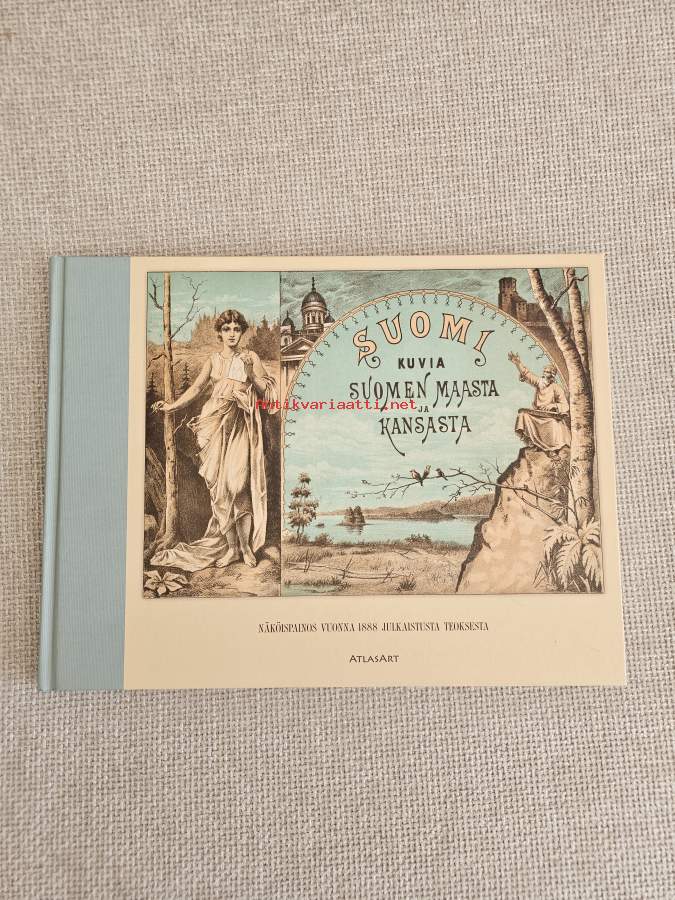 SUOMI
KUVIA
SUOMEN MAASTA
JA
KANSASTA
Antikvariaatti.net
NÄKÖISPAINOS VUONNA 1888 JULKAISTUSTA TEOKSESTA
ATLASART